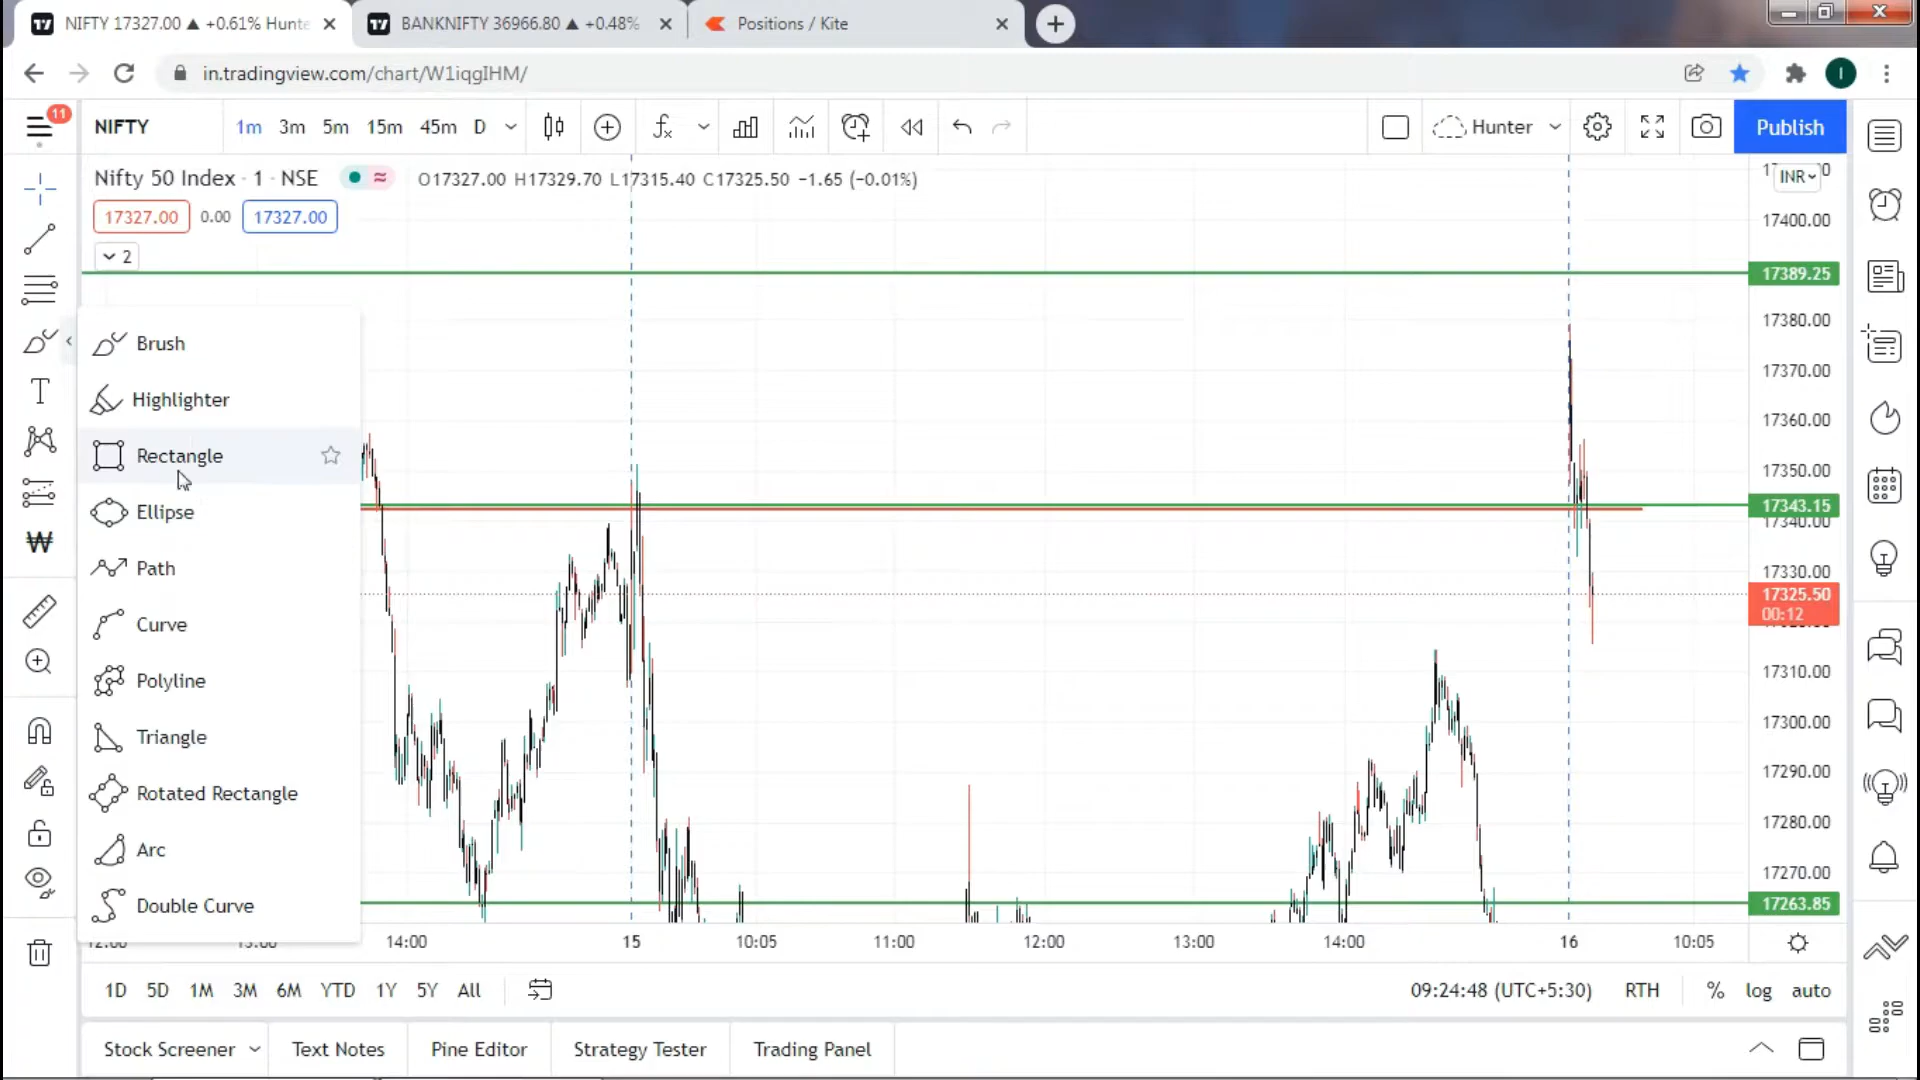 NIFTY 17327.00 ▲ +0.61% Hunte
BANKNIFTY 36966.80 ▲ +0.48%
Positions / Kite
in.tradingview.com/chart/W1iqgIHM/
I
11
NIFTY
1m 3m 5m 15m 45m D
Hunter
Publish
Nifty 50 Index · 1 · NSE
O17327.00 H17329.70 L17315.40 C17325.50 −1.65 (−0.01%)
INR
17327.00 0.00 17327.00
2
17400.00
17389.25
17380.00
17370.00
17360.00
17350.00
17343.15
17340.00
17330.00
17325.50
00:12
17310.00
17300.00
17290.00
17280.00
17270.00
17263.85
Brush
Highlighter
Rectangle
Ellipse
Path
Curve
Polyline
Triangle
Rotated Rectangle
Arc
Double Curve
12:00 13:00 14:00 15 10:05 11:00 12:00 13:00 14:00 16 10:05
1D 5D 1M 3M 6M YTD 1Y 5Y All
09:24:48 (UTC+5:30) RTH % log auto
Stock Screener Text Notes Pine Editor Strategy Tester Trading Panel